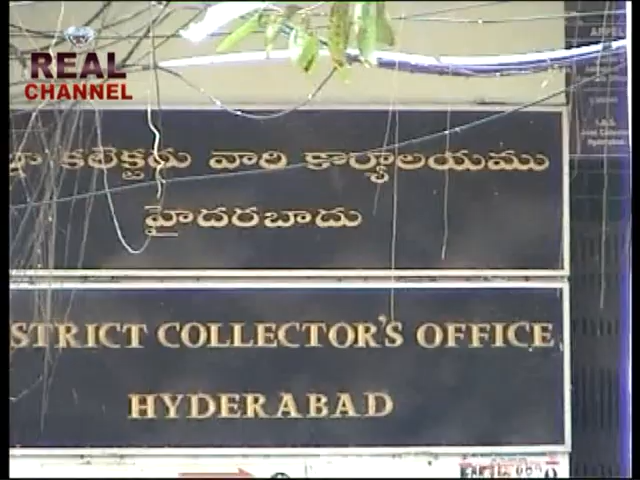 REAL
CHANNEL
కలెక్టరు వారి కార్యాలయము
హైదరబాదు
STRICT COLLECTOR'S OFFICE
HYDERABAD